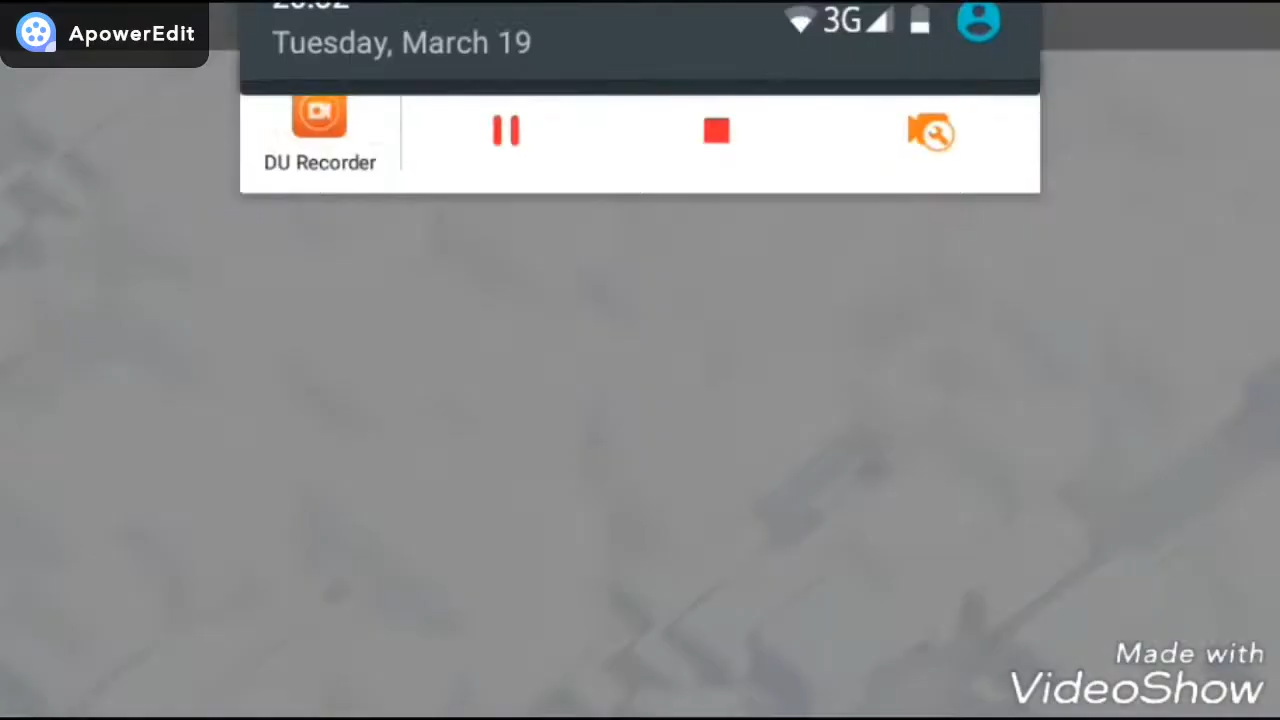 ApowerEdit
3G
Tuesday, March 19
DU Recorder
Made with
VideoShow